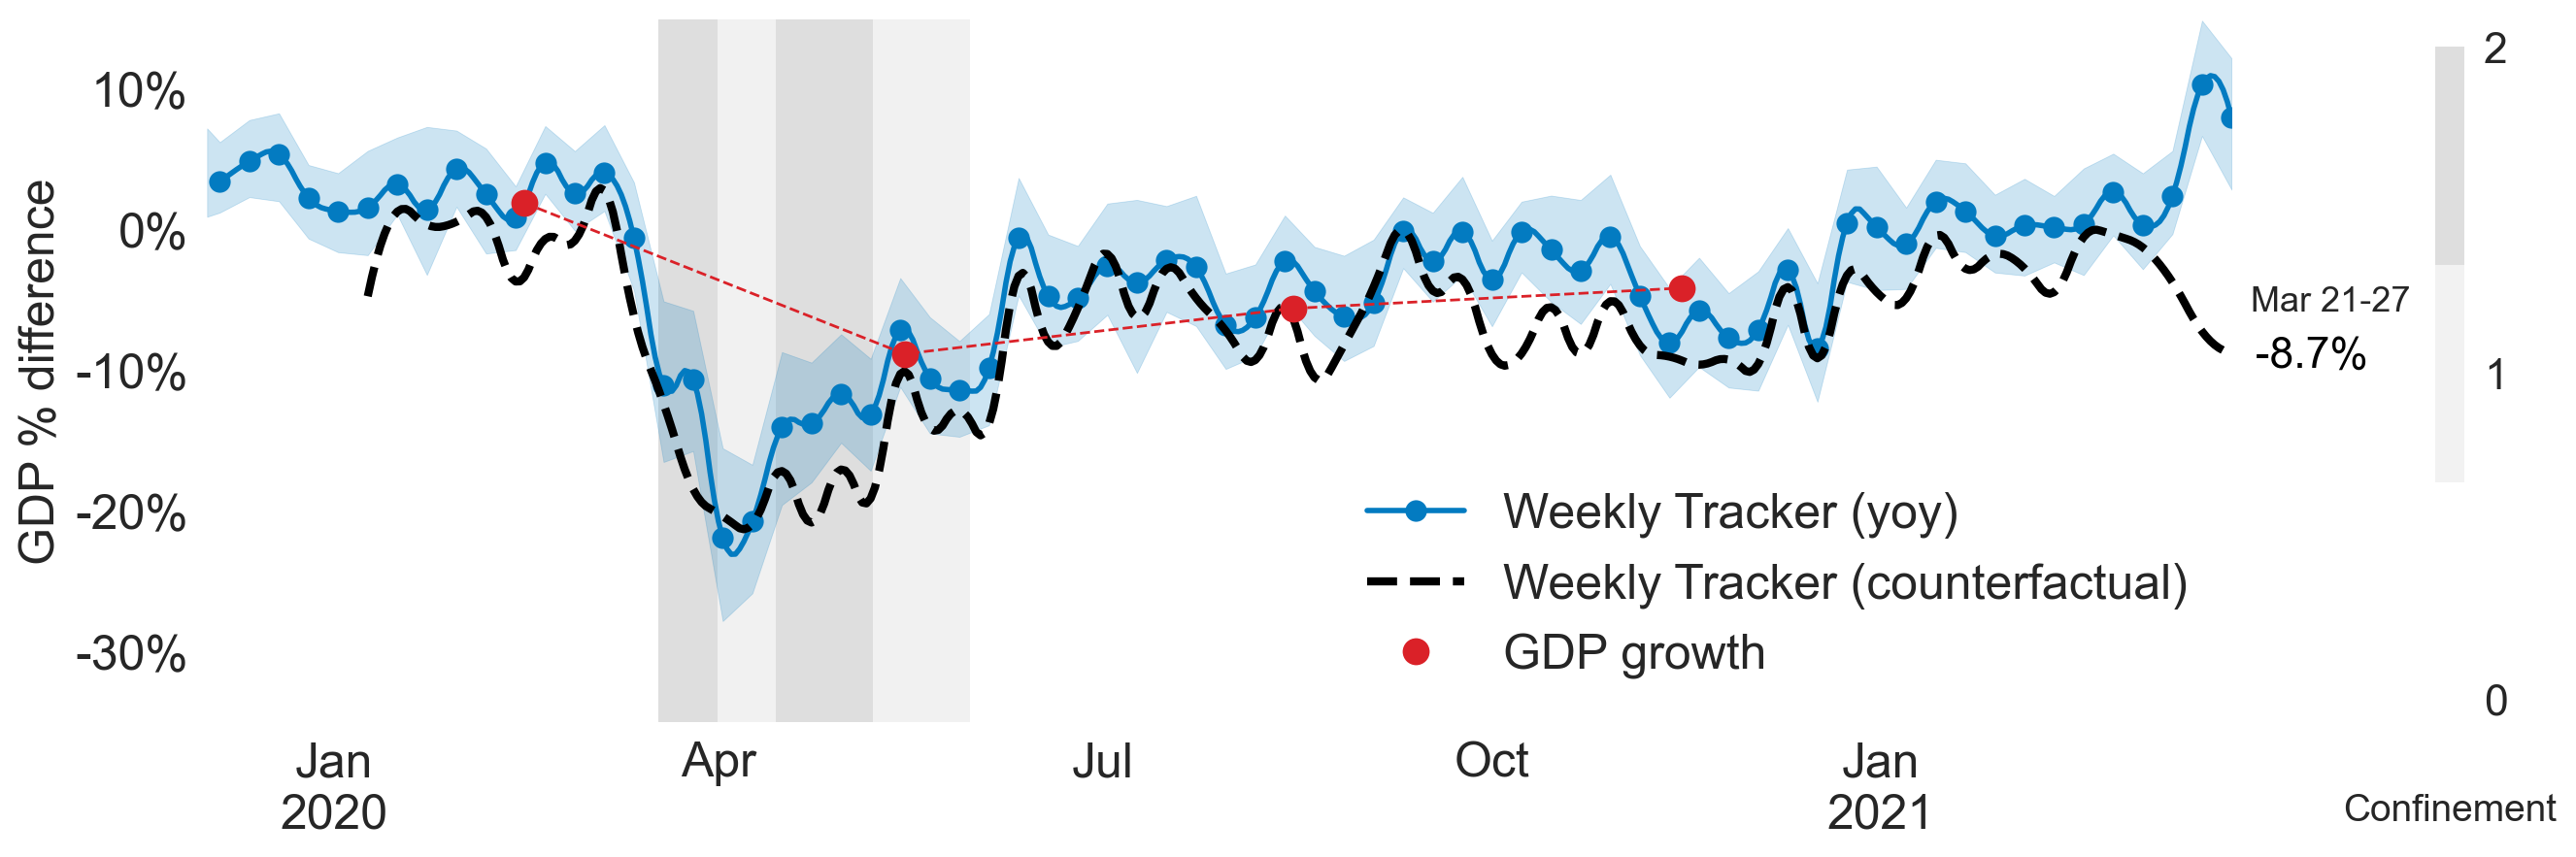 GDP % difference
10%
0%
-10%
-20%
-30%
Jan
2020
Apr
Jul
Oct
Jan
2021
Weekly Tracker (yoy)
Weekly Tracker (counterfactual)
GDP growth
Mar 21-27
-8.7%
2
1
0
Confinement